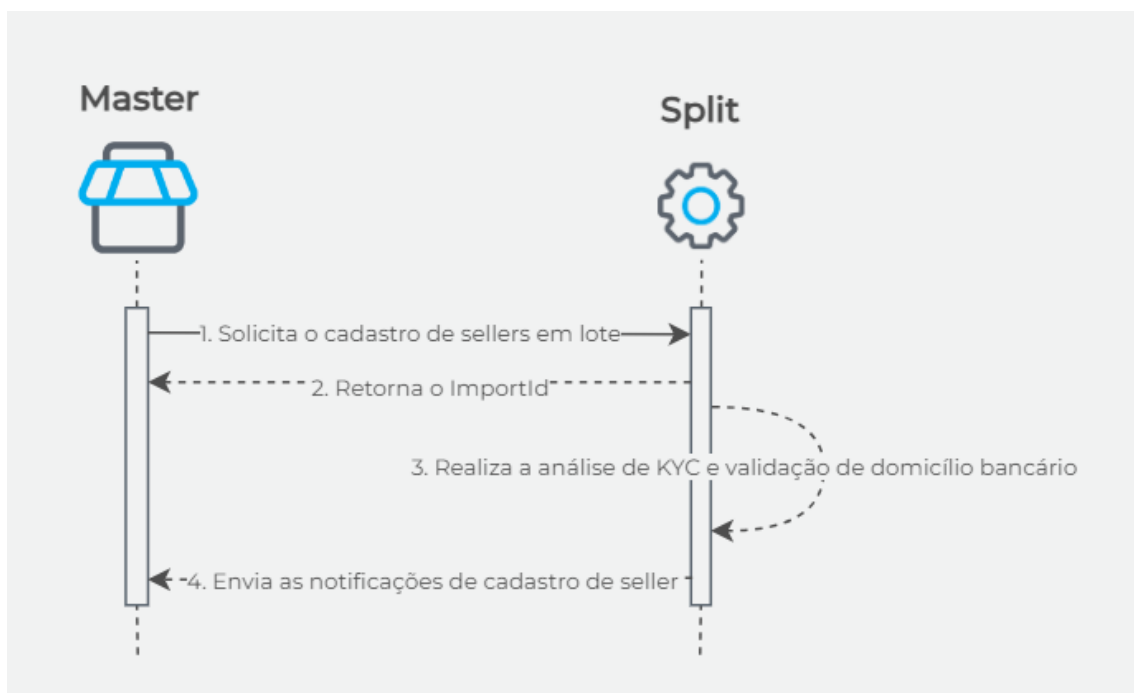 Master
Split
1. Solicita o cadastro de sellers em lote
2. Retorna o ImportId
3. Realiza a análise de KYC e validação de domicílio bancário
4. Envia as notificações de cadastro de seller